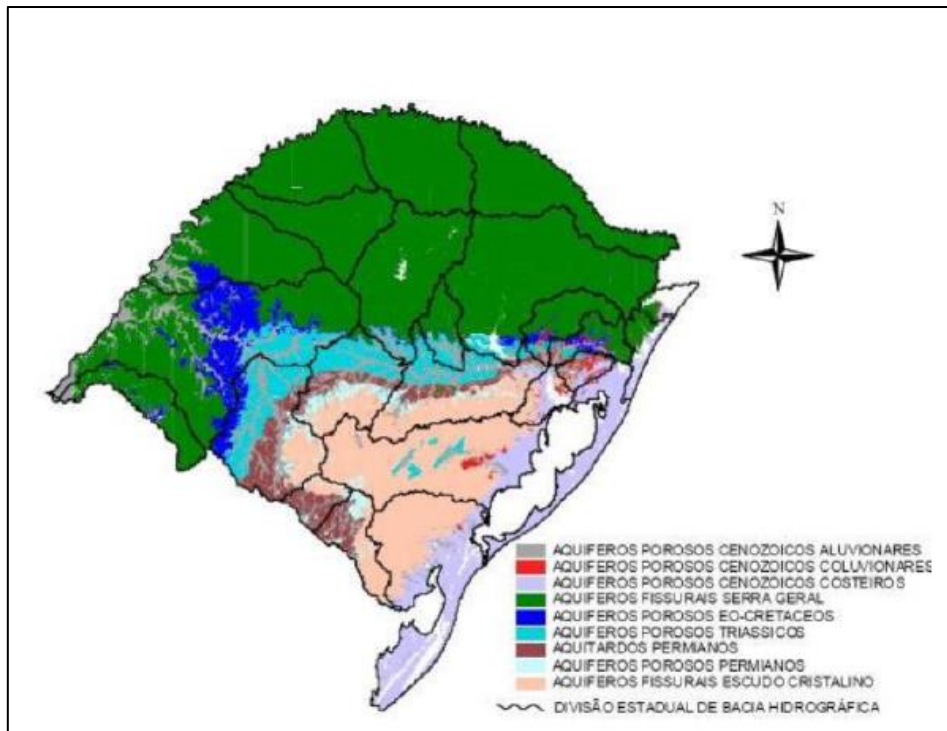 N
AQUIFEROS POROSOS CENOZOICOS ALUVIONARES
AQUIFEROS POROSOS CENOZOICOS COLUVIONARES
AQUIFEROS POROSOS CENOZOICOS COSTEIROS
AQUIFEROS FISSURAIS SERRA GERAL
AQUIFEROS POROSOS EO-CRETACEOS
AQUIFEROS POROSOS TRIASSICOS
AQUITARDOS PERMIANOS
AQUIFEROS POROSOS PERMIANOS
AQUIFEROS FISSURAIS ESCUDO CRISTALINO
DIVISÃO ESTADUAL DE BACIA HIDROGRÁFICA